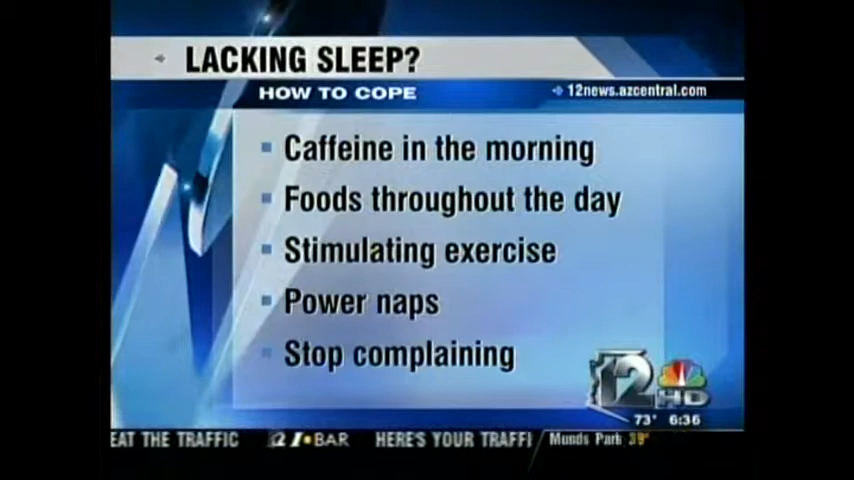 LACKING SLEEP?
HOW TO COPE
12news.azcentral.com
Caffeine in the morning
Foods throughout the day
Stimulating exercise
Power naps
Stop complaining
12
HD
73° 6:36
EAT THE TRAFFIC 12 I•BAR HERE'S YOUR TRAFFI Munds Park 39°